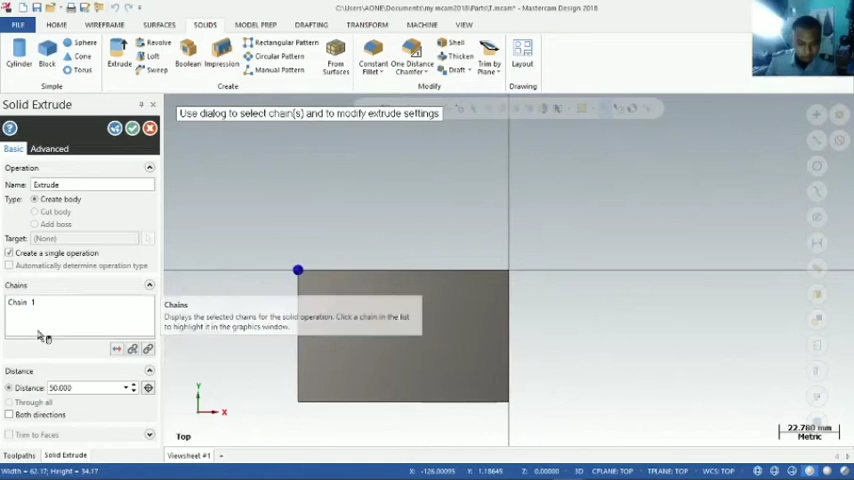 C:\Users\AONE\Documents\my mcam2018\Parts\T.mcam* - Mastercam Design 2018
FILE HOME WIREFRAME SURFACES SOLIDS MODEL PREP DRAFTING TRANSFORM MACHINE VIEW
Cylinder Block Sphere Cone Torus
Extrude Revolve Loft Sweep Boolean Impression Rectangular Pattern Circular Pattern Manual Pattern From Surfaces
Constant Fillet One Distance Chamfer Shell Thicken Draft Trim by Plane Layout
Simple Create Modify Drawing
Solid Extrude
Use dialog to select chain(s) and to modify extrude settings
Basic Advanced
Operation
Name: Extrude
Type: Create body
Cut body
Add boss
Target: (None)
Create a single operation
Automatically determine operation type
Chains
Chain 1
Chains
Displays the selected chains for the solid operation. Click a chain in the list
to highlight it in the graphics window.
Distance
Distance: 50.000
Through all
Both directions
Trim to Faces
Y
X
Top
22.780 mm
Metric
Toolpaths Solid Extrude Viewsheet #1 +
Width = 62.17; Height = 34.17 X: -126.00095 Y: 1.18645 Z: 0.00000 3D CPLANE: TOP TPLANE: TOP WCS: TOP